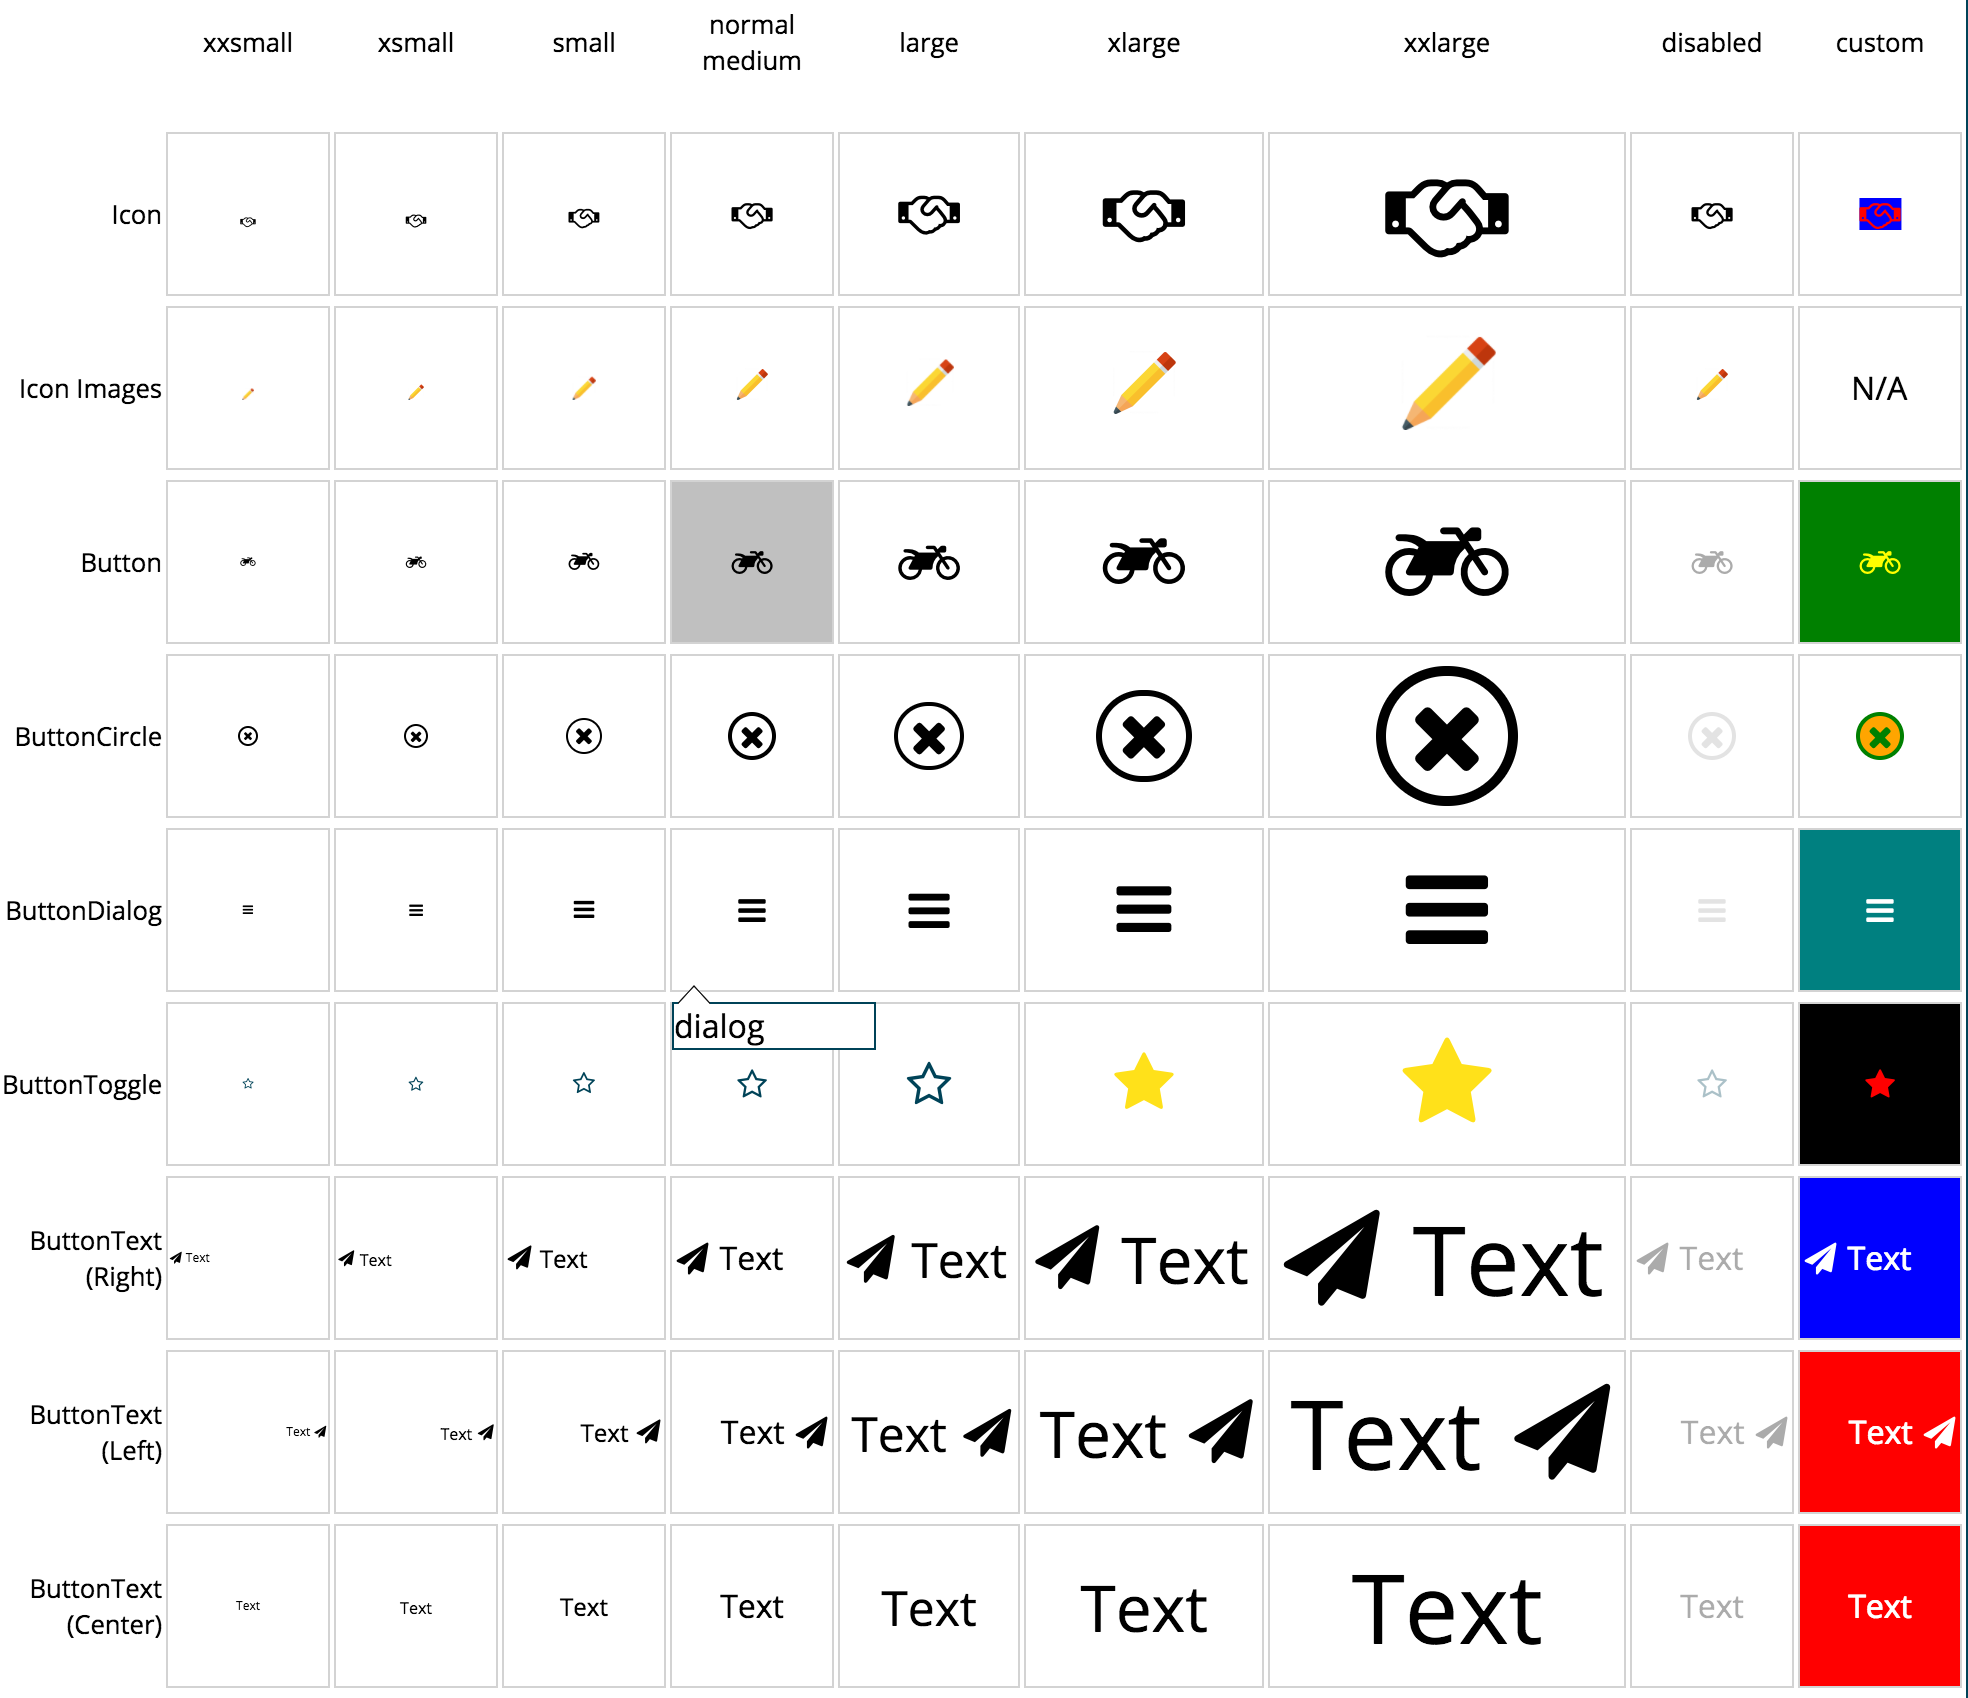 xxsmall xsmall small normal medium large xlarge xxlarge disabled custom
Icon
Icon Images N/A
Button
ButtonCircle
ButtonDialog
dialog
ButtonToggle
ButtonText
(Right)
Text Text Text Text Text Text Text Text Text
ButtonText
(Left)
Text Text Text Text Text Text Text Text Text
ButtonText
(Center)
Text Text Text Text Text Text Text Text Text